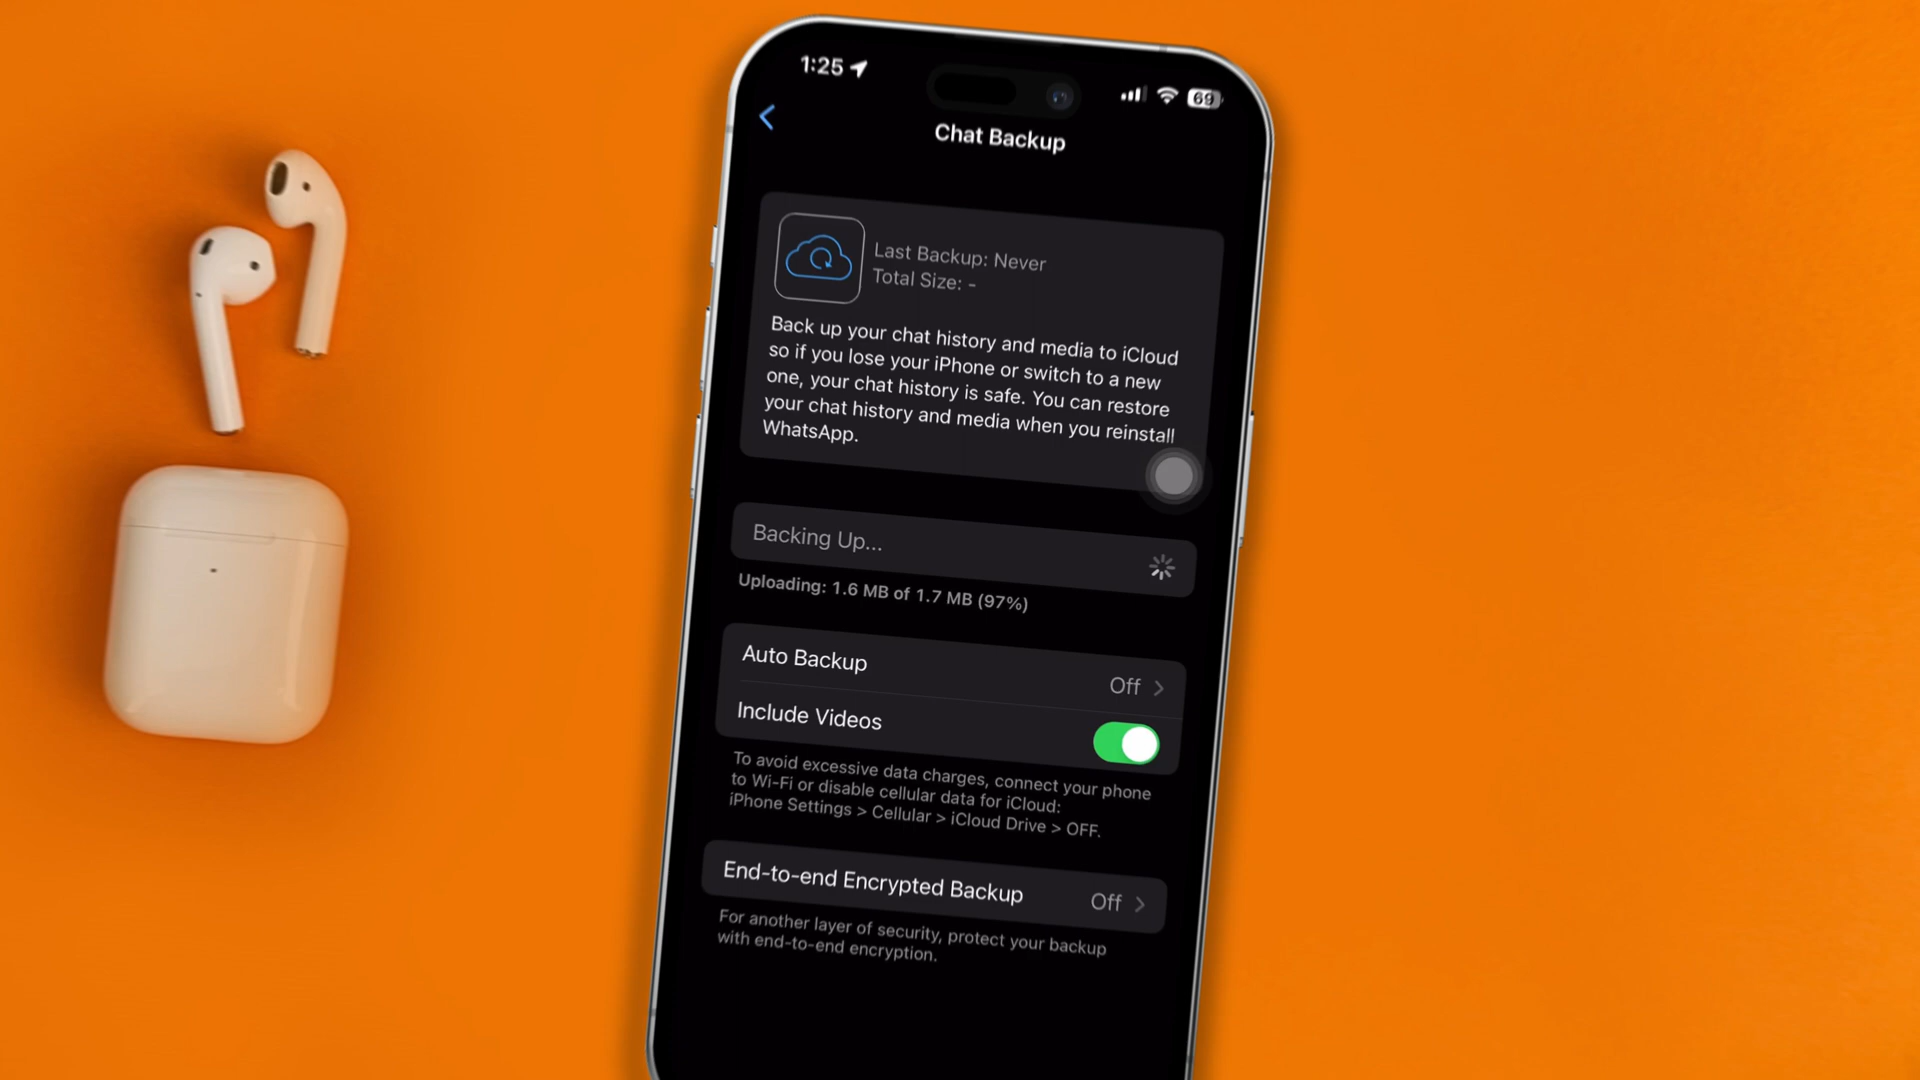 1:25
69
Chat Backup
Last Backup: Never
Total Size: -
Back up your chat history and media to iCloud
so if you lose your iPhone or switch to a new
one, your chat history is safe. You can restore
your chat history and media when you reinstall
WhatsApp.
Backing Up...
Uploading: 1.6 MB of 1.7 MB (97%)
Auto Backup Off >
Include Videos
To avoid excessive data charges, connect your phone
to Wi-Fi or disable cellular data for iCloud:
iPhone Settings > Cellular > iCloud Drive > OFF.
End-to-end Encrypted Backup Off >
For another layer of security, protect your backup
with end-to-end encryption.